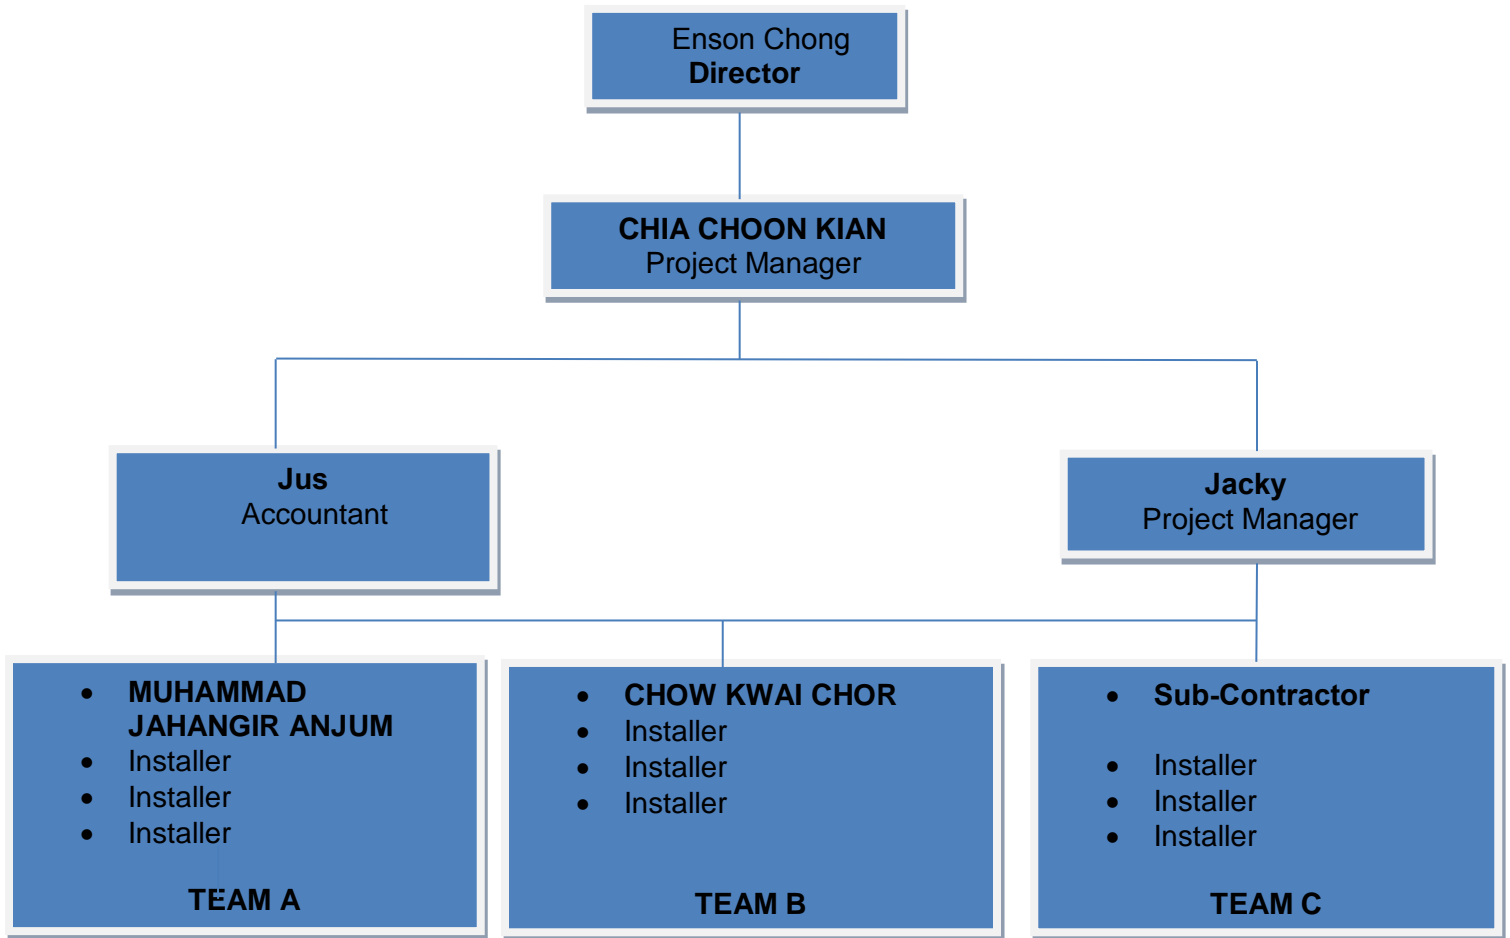 Enson Chong
Director
CHIA CHOON KIAN
Project Manager
Jus
Accountant
Jacky
Project Manager
• MUHAMMAD
JAHANGIR ANJUM
• Installer
• Installer
• Installer
TEAM A
• CHOW KWAI CHOR
• Installer
• Installer
• Installer
TEAM B
• Sub-Contractor
• Installer
• Installer
• Installer
TEAM C